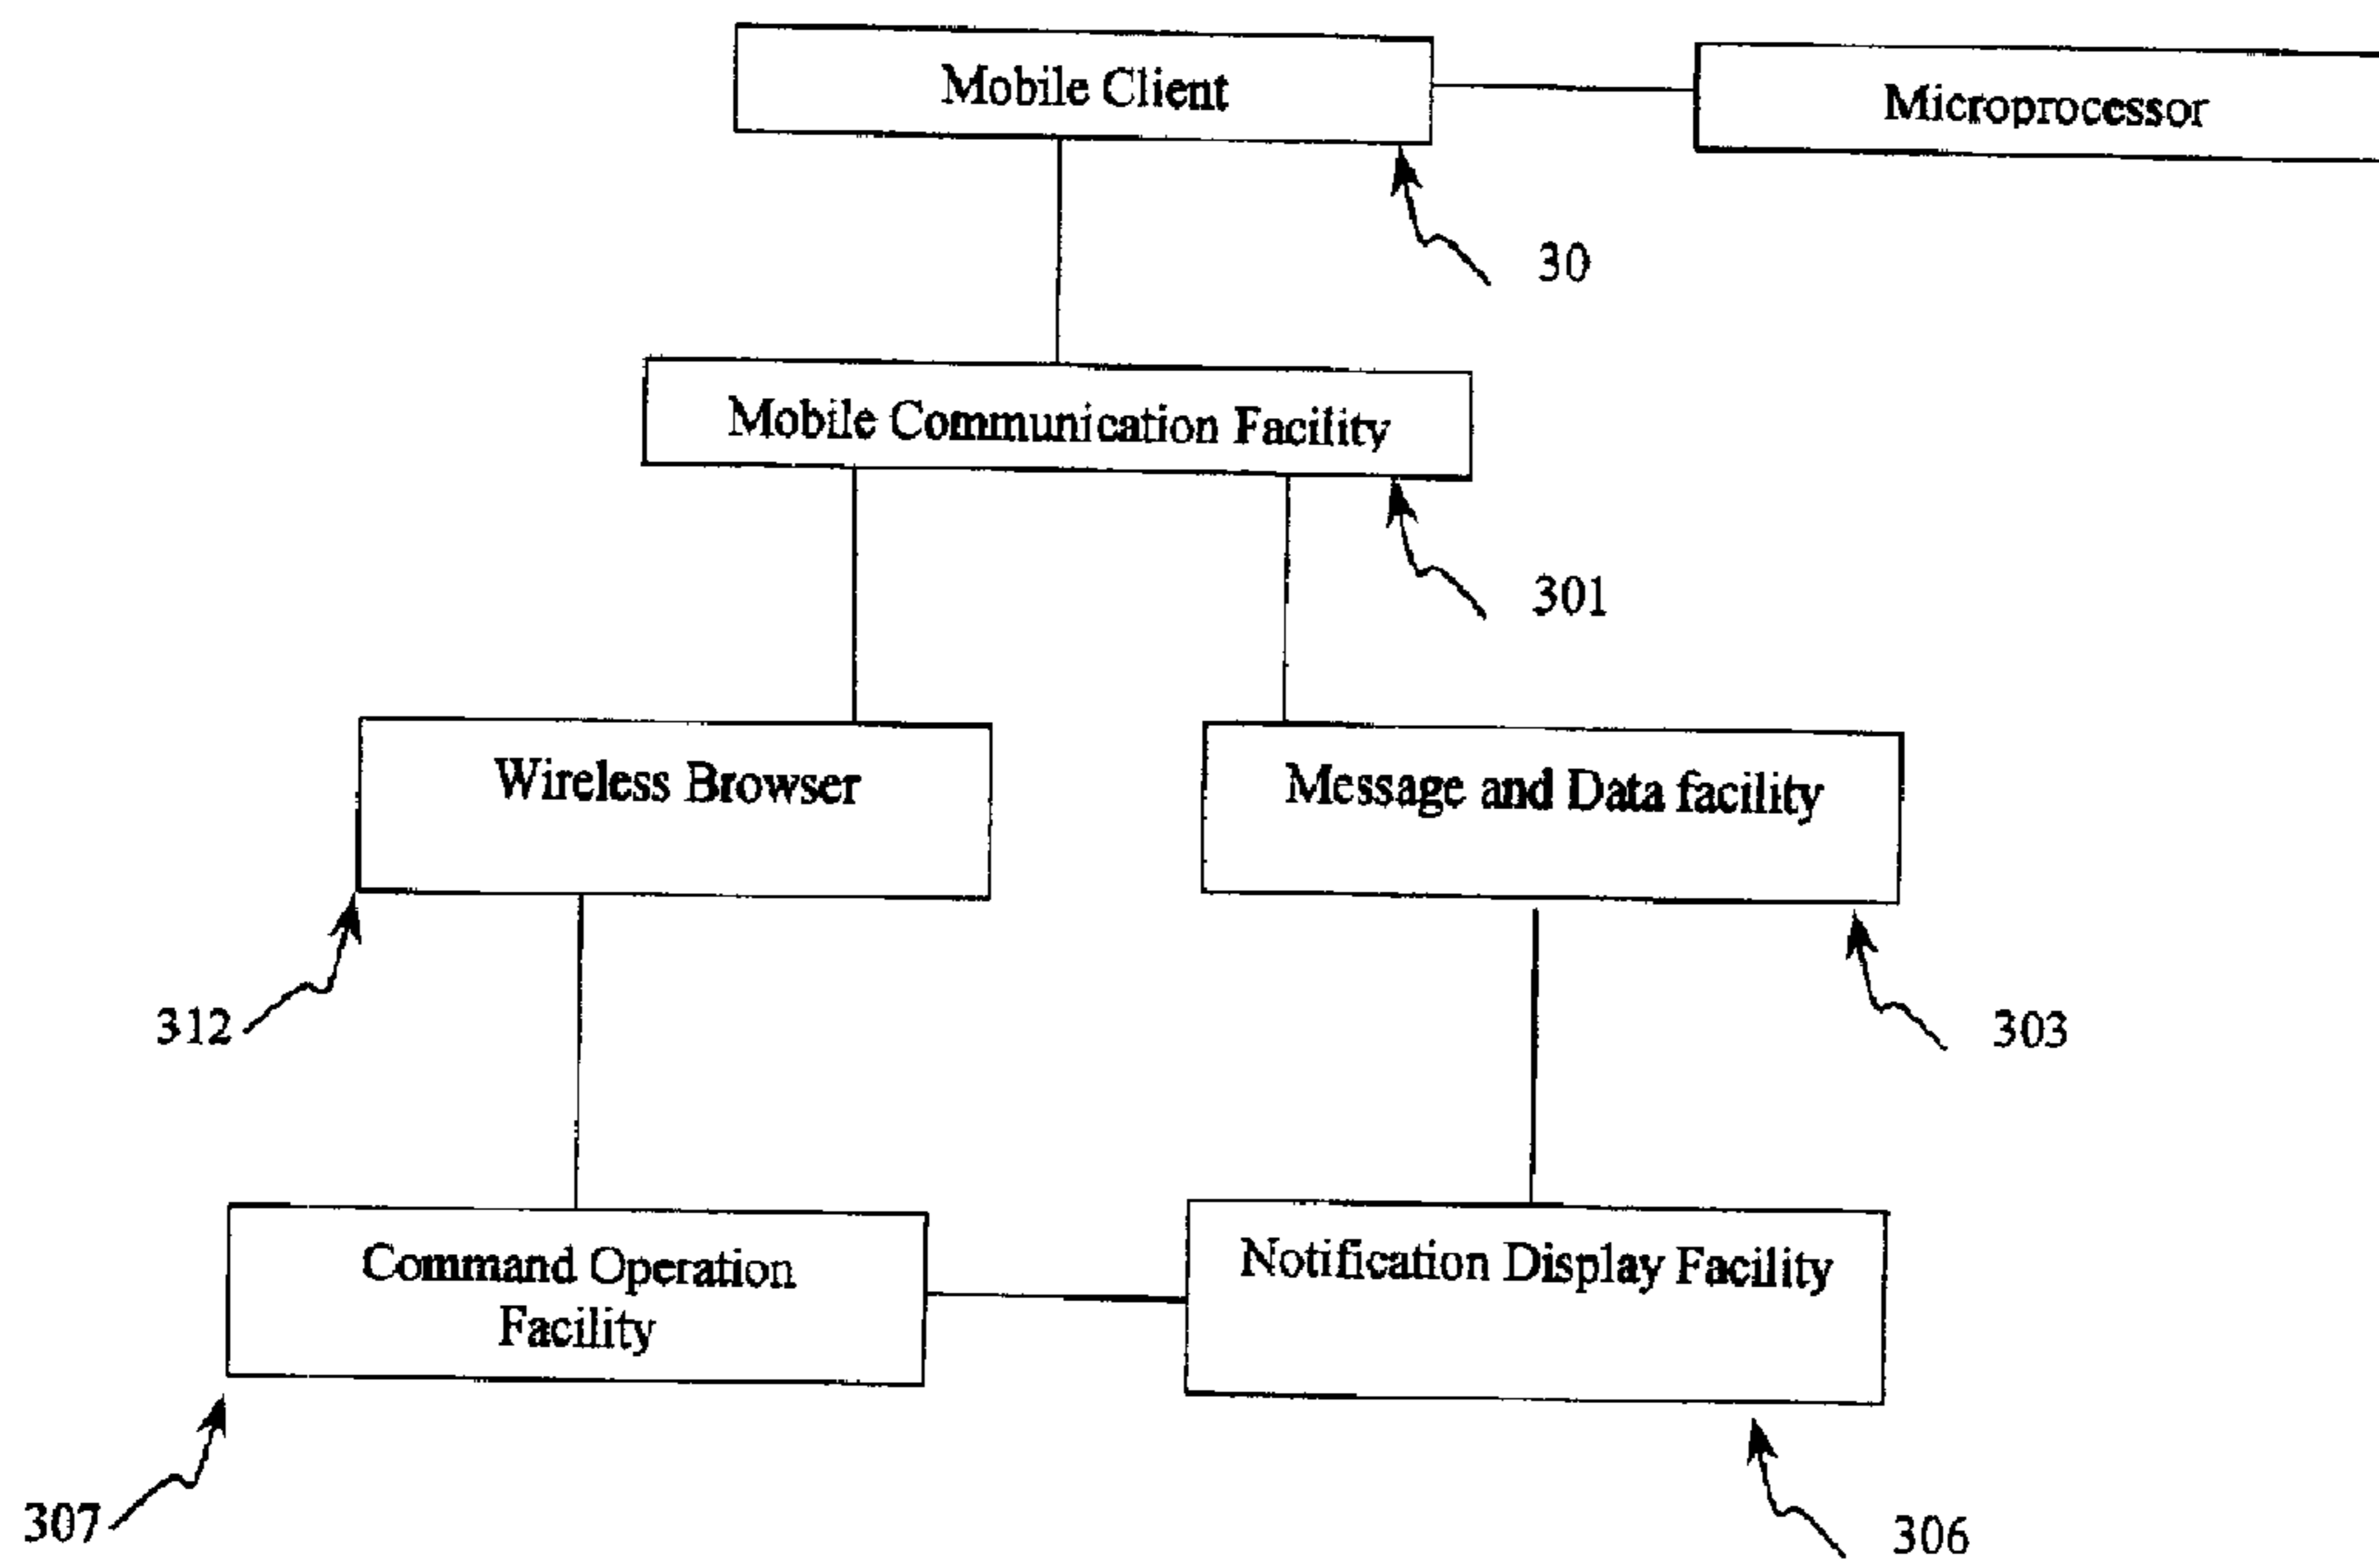 Mobile Client
Microprocessor
30
Mobile Communication Facility
301
Wireless Browser
Message and Data facility
312
303
Command Operation
Facility
Notification Display Facility
307
306